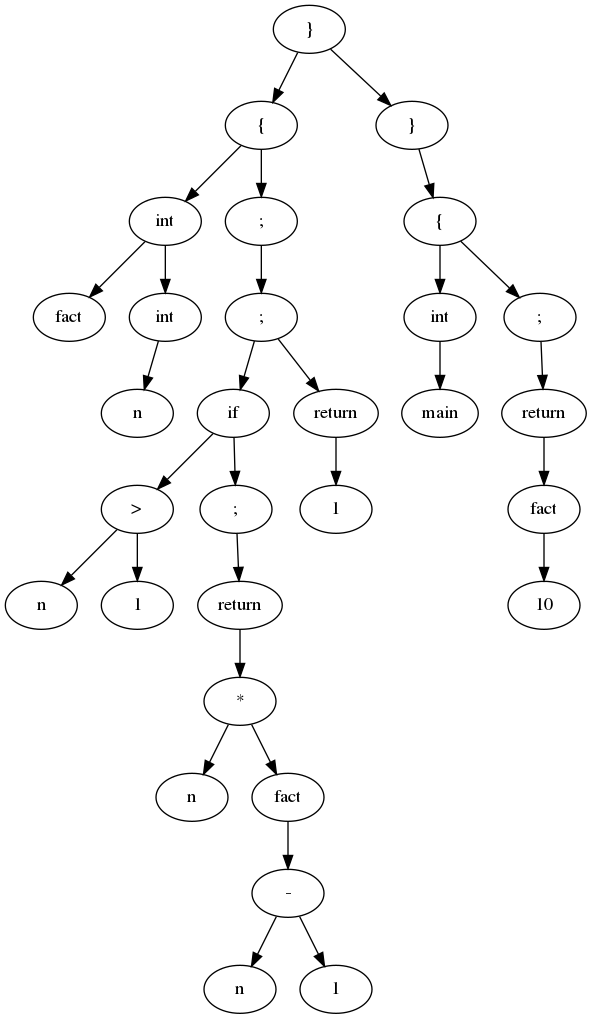 }
{ }
int ; {
fact int ; int ;
n if return main return
> ; 1 fact
n 1 return 10
*
n fact
-
n 1